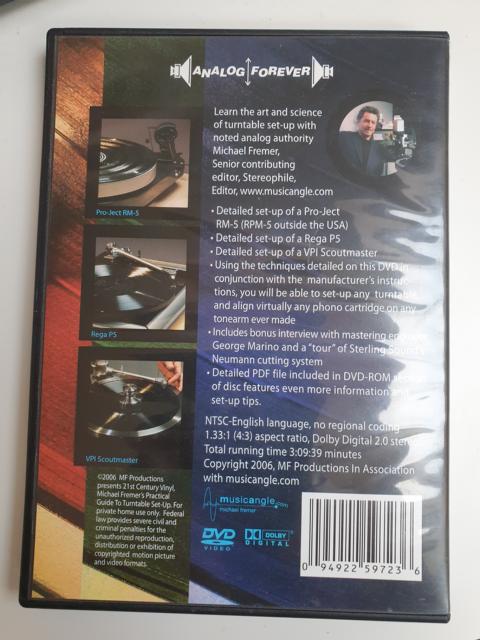 ANALOG FOREVER
Learn the art and science
of turntable set-up with
noted analog authority
Michael Fremer,
Senior contributing
editor, Stereophile,
Editor, www.musicangle.com
• Detailed set-up of a Pro-Ject
RM-5 (RPM-5 outside the USA)
• Detailed set-up of a Rega P5
• Detailed set-up of a VPI Scoutmaster
• Using the techniques detailed on this DVD in
conjunction with the manufacturer's instruc-
tions, you will be able to set-up any turntable
and align virtually any phono cartridge on any
tonearm ever made
• Includes bonus interview with mastering
George Marino and a "tour" of Sterling Sound's
Neumann cutting system
• Detailed PDF file included in DVD-ROM
of disc features even more information and
set-up tips.
NTSC-English language, no regional coding
1.33:1 (4:3) aspect ratio, Dolby Digital 2.0 stereo
Total running time 3:09:39 minutes
Copyright 2006, MF Productions In Association
with musicangle.com
Pro-Ject RM-5
Rega P5
VPI Scoutmaster
©2006 MF Productions
presents 21st Century Vinyl,
Michael Fremer's Practical
Guide To Turntable Set-Up. For
private home use only. Federal
law provides severe civil and
criminal penalties for the
unauthorized reproduction,
distribution or exhibition of
copyrighted motion picture
and video formats.
musicangle.com
michael fremer
DVD
VIDEO
DOLBY
DIGITAL
0 94922 59723 6